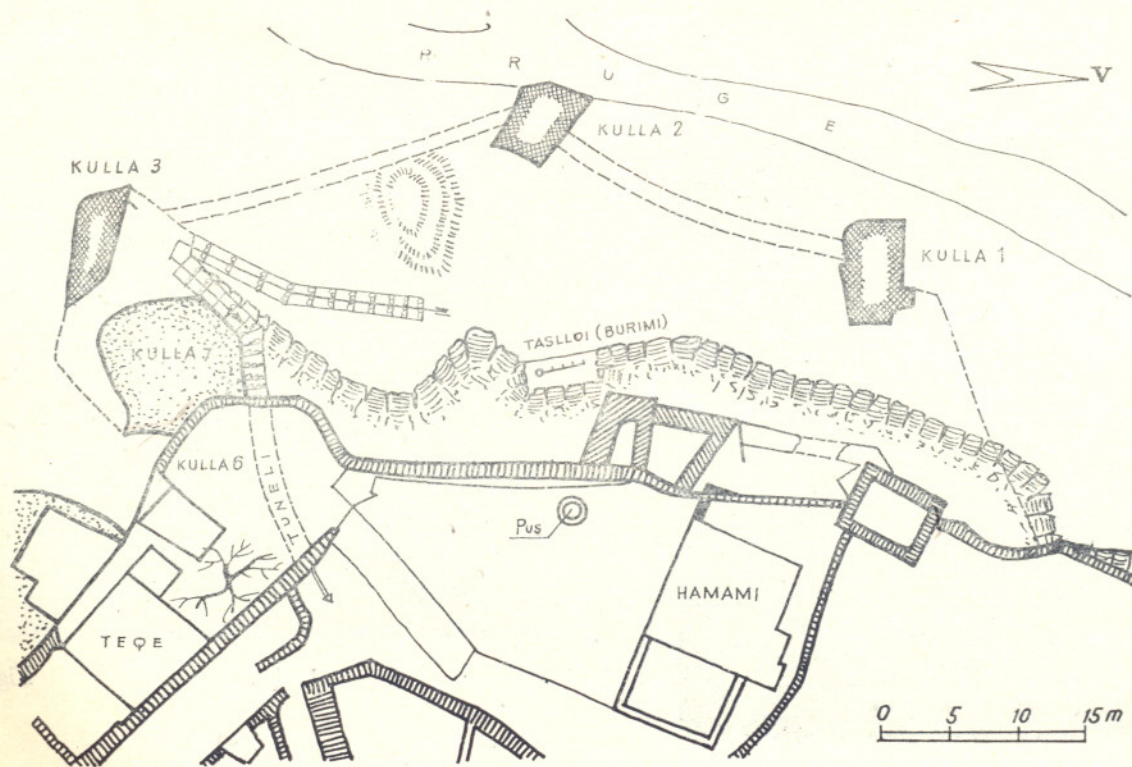 R R U G E
V
KULLA 2
KULLA 3
KULLA 1
TASLLOI (BURIMI)
KULLA 7
KULLA 6
TUNELI
Pus
HAMAMI
TEQE
0 5 10 15 m